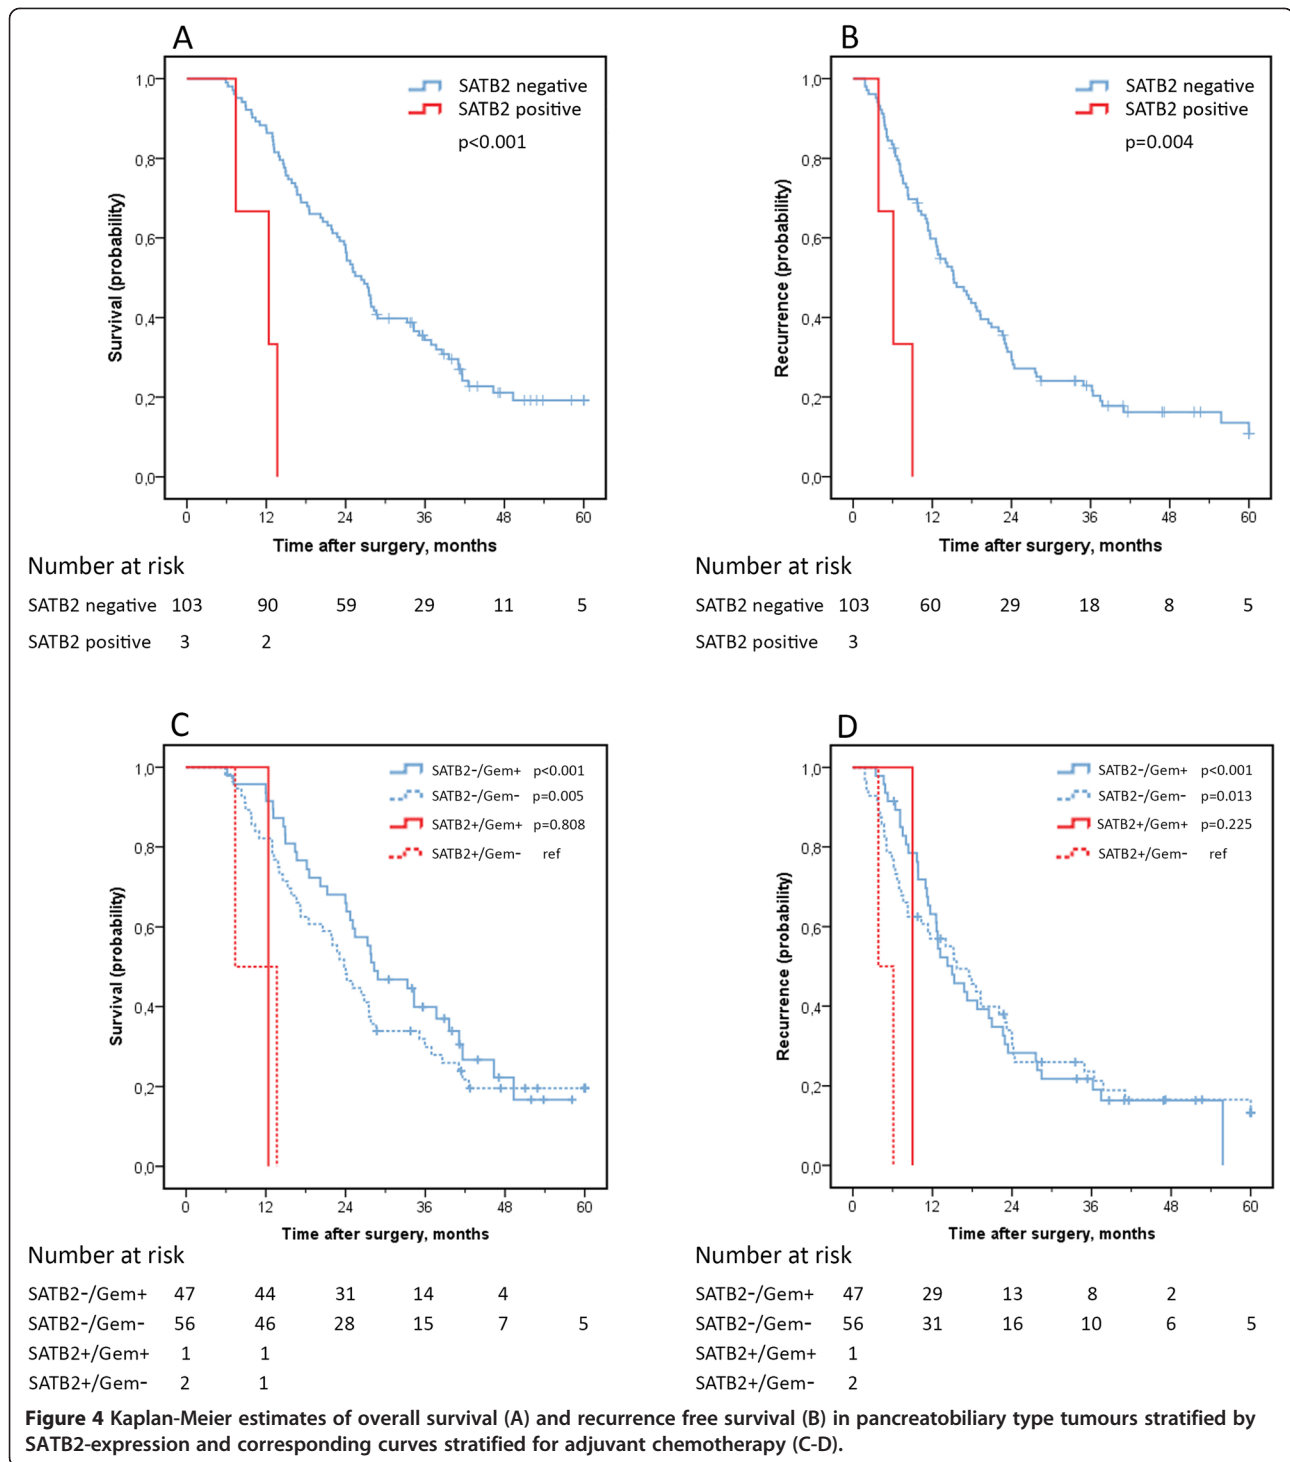 A
SATB2 negative
SATB2 positive
p<0.001
Survival (probability)
1,0
0,8
0,6
0,4
0,2
0,0
0 12 24 36 48 60
Time after surgery, months
Number at risk
SATB2 negative 103 90 59 29 11 5
SATB2 positive 3 2
B
SATB2 negative
SATB2 positive
p=0.004
Recurrence (probability)
1,0
0,8
0,6
0,4
0,2
0,0
0 12 24 36 48 60
Time after surgery, months
Number at risk
SATB2 negative 103 60 29 18 8 5
SATB2 positive 3
C
SATB2-/Gem+ p<0.001
SATB2-/Gem- p=0.005
SATB2+/Gem+ p=0.808
SATB2+/Gem- ref
Survival (probability)
1,0
0,8
0,6
0,4
0,2
0,0
0 12 24 36 48 60
Time after surgery, months
Number at risk
SATB2-/Gem+ 47 44 31 14 4
SATB2-/Gem- 56 46 28 15 7 5
SATB2+/Gem+ 1 1
SATB2+/Gem- 2 1
D
SATB2-/Gem+ p<0.001
SATB2-/Gem- p=0.013
SATB2+/Gem+ p=0.225
SATB2+/Gem- ref
Recurrence (probability)
1,0
0,8
0,6
0,4
0,2
0,0
0 12 24 36 48 60
Time after surgery, months
Number at risk
SATB2-/Gem+ 47 29 13 8 2
SATB2-/Gem- 56 31 16 10 6 5
SATB2+/Gem+ 1
SATB2+/Gem- 2
Figure 4 Kaplan-Meier estimates of overall survival (A) and recurrence free survival (B) in pancreatobiliary type tumours stratified by
SATB2-expression and corresponding curves stratified for adjuvant chemotherapy (C-D).